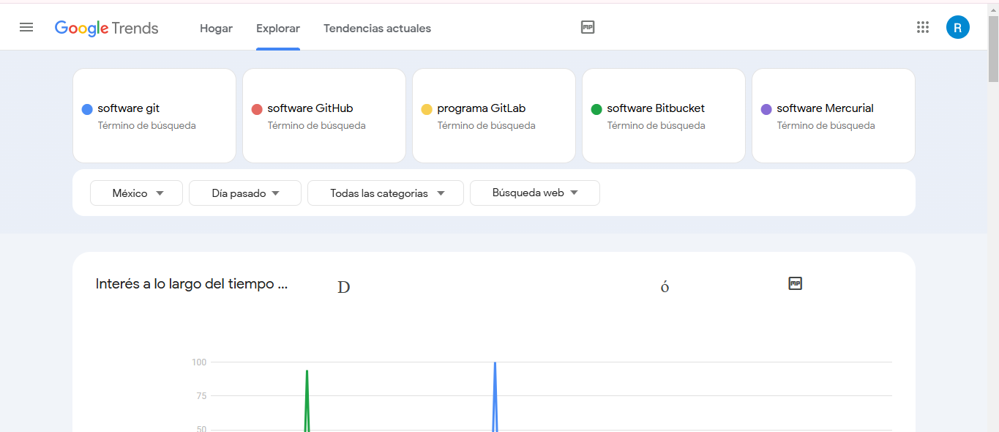 Google Trends Hogar Explorar Tendencias actuales MP R
software git software GitHub programa GitLab software Bitbucket software Mercurial
Término de búsqueda Término de búsqueda Término de búsqueda Término de búsqueda Término de búsqueda
México Día pasado Todas las categorias Búsqueda web
Interés a lo largo del tiempo ... D ó MP
100
75
50